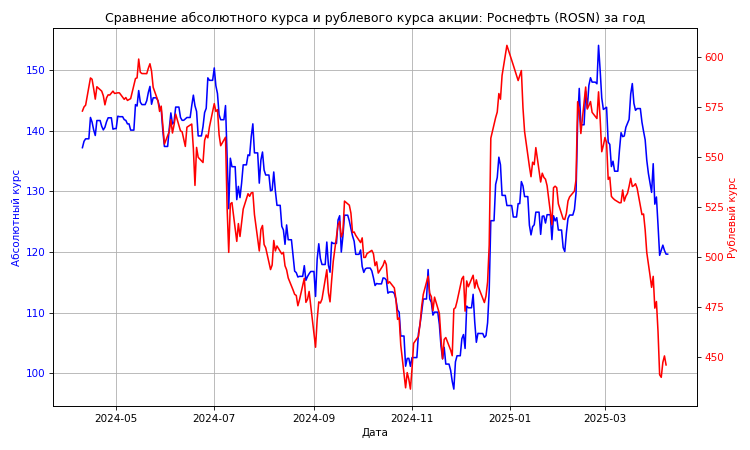 Сравнение абсолютного курса и рублевого курса акции: Роснефть (ROSN) за год
Абсолютный курс
150
140
130
120
110
100
600
575
550
525
500
475
450
Рублевый курс
2024-05 2024-07 2024-09 2024-11 2025-01 2025-03
Дата